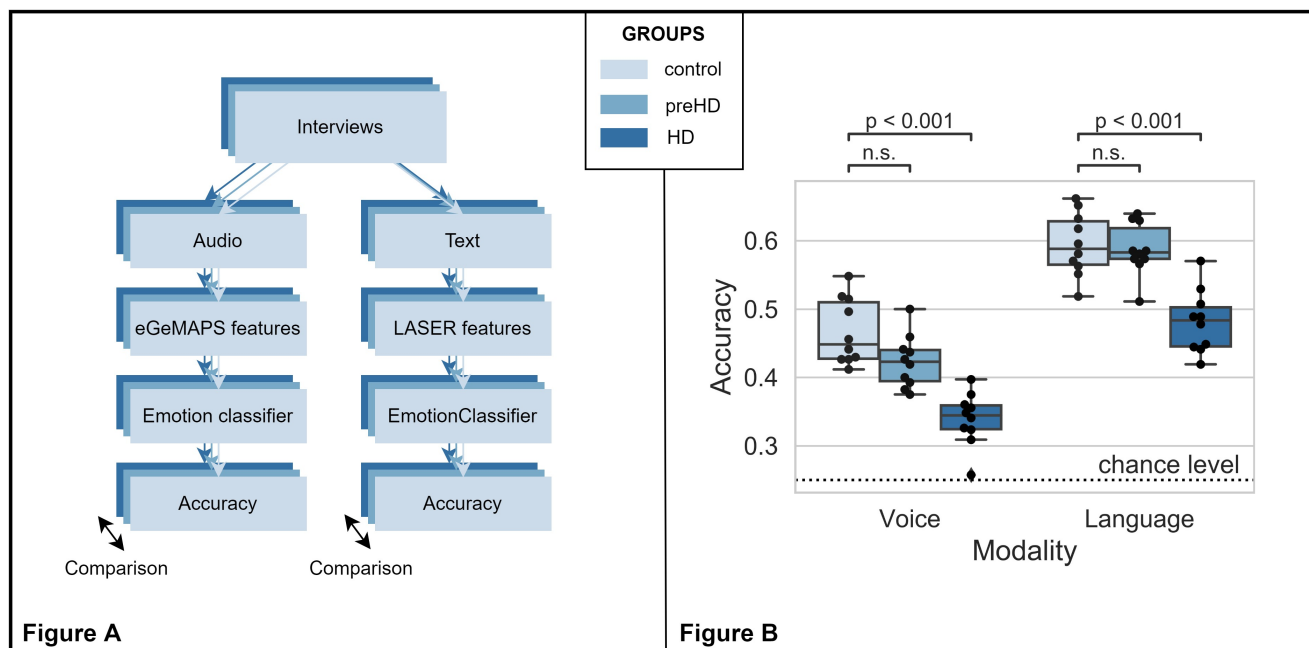 GROUPS
control
preHD
HD
Interviews
Audio
Text
eGeMAPS features
LASER features
Emotion classifier
EmotionClassifier
Accuracy
Accuracy
Comparison
Comparison
Figure A
p < 0.001
n.s.
p < 0.001
n.s.
Accuracy
0.6
0.5
0.4
0.3
chance level
Voice
Language
Modality
Figure B